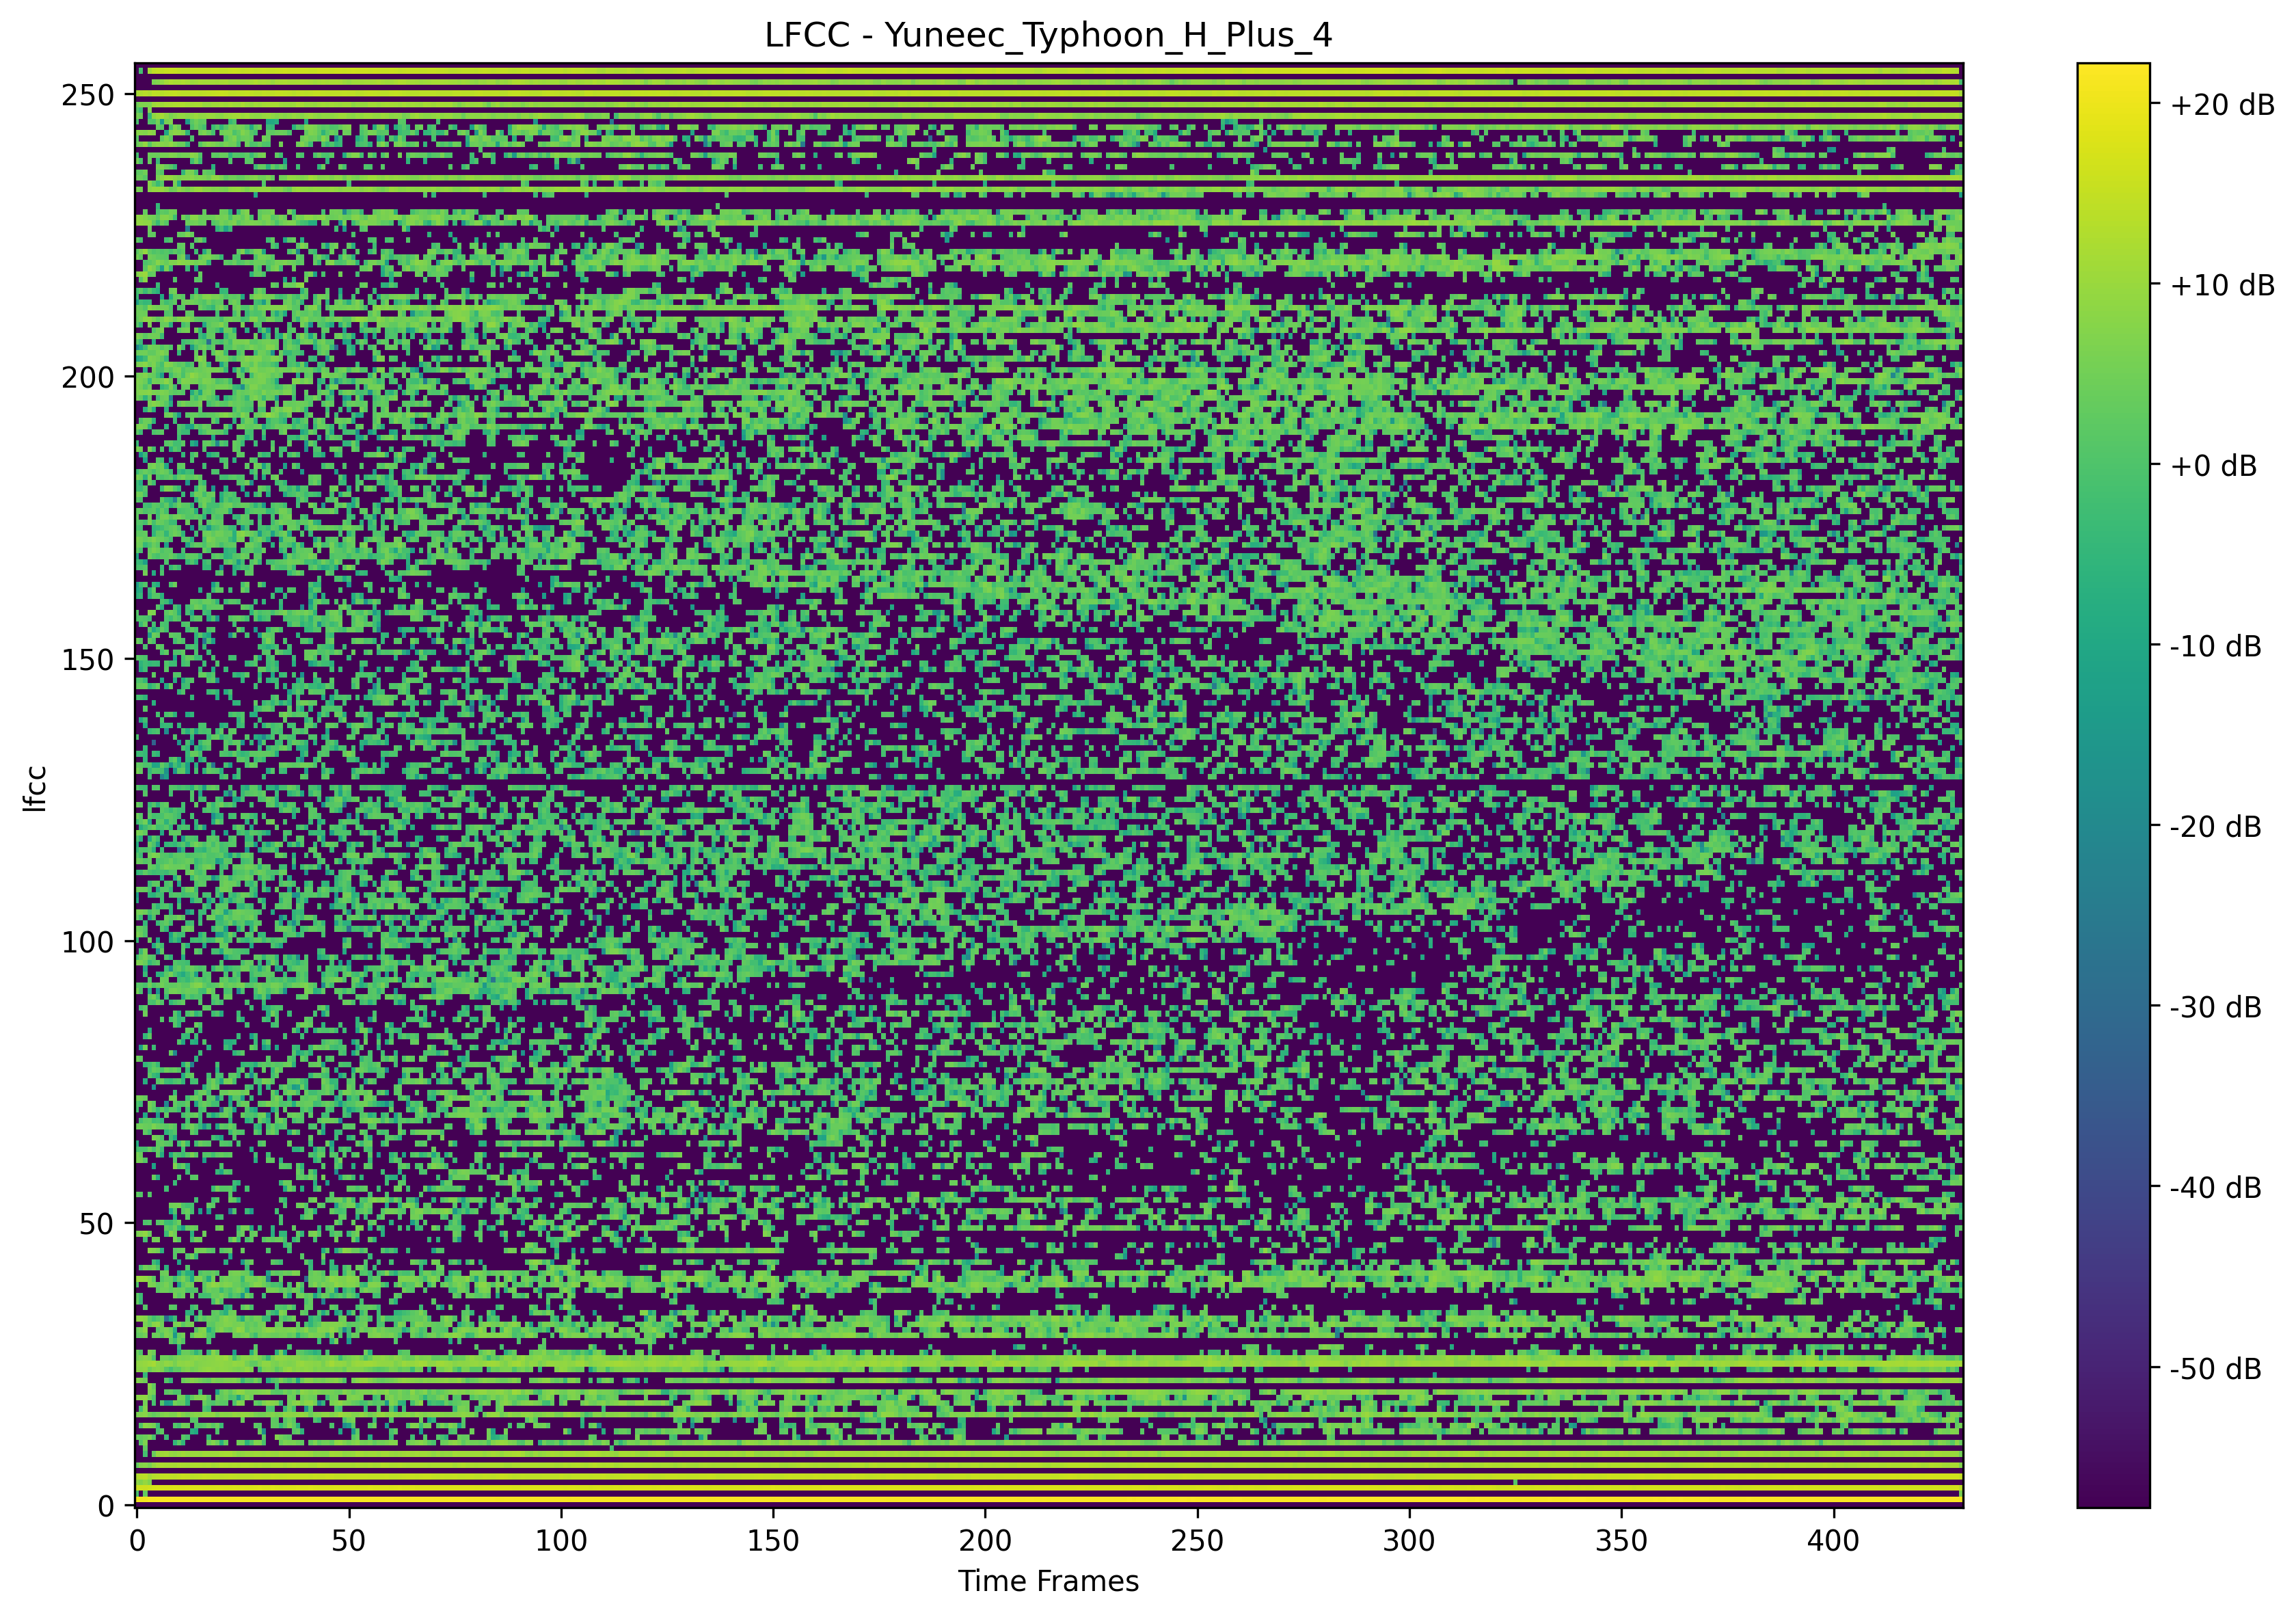 LFCC - Yuneec_Typhoon_H_Plus_4
250
200
150
100
50
0
lfcc
0 50 100 150 200 250 300 350 400
Time Frames
+20 dB
+10 dB
+0 dB
-10 dB
-20 dB
-30 dB
-40 dB
-50 dB